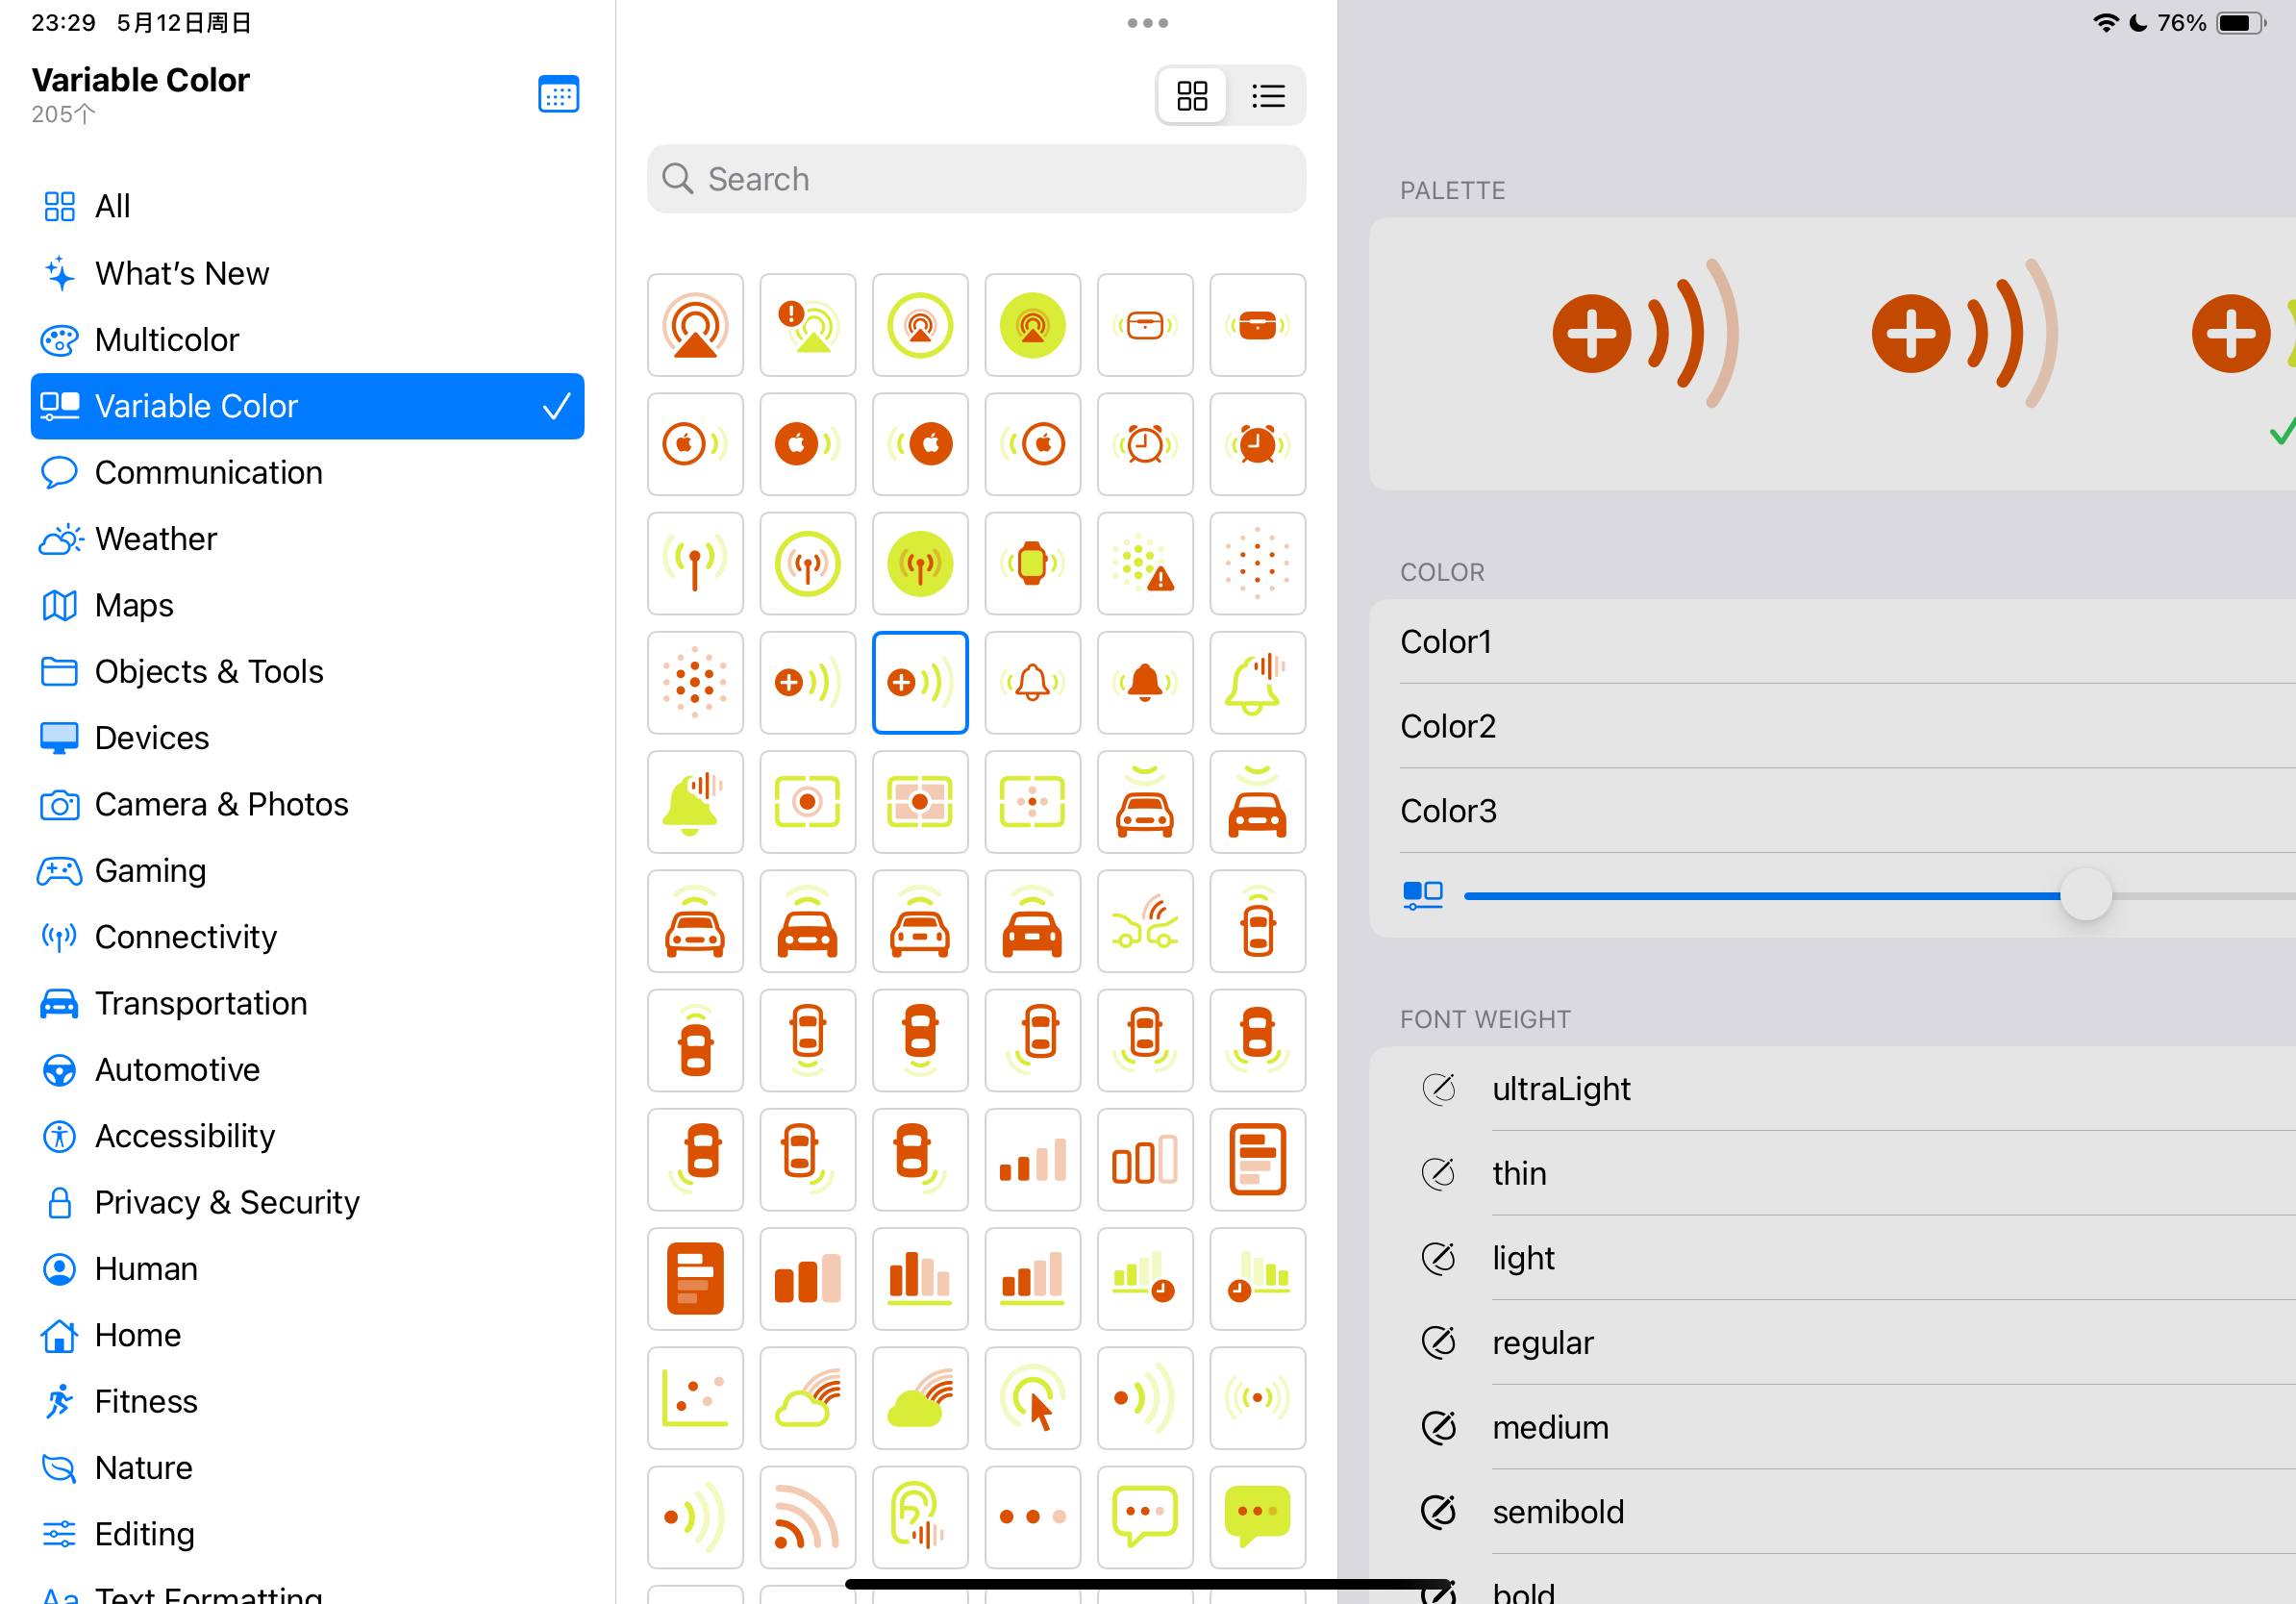 23:29 5月12日周日
76%
Variable Color
205个
All
What's New
Multicolor
Variable Color
Communication
Weather
Maps
Objects & Tools
Devices
Camera & Photos
Gaming
Connectivity
Transportation
Automotive
Accessibility
Privacy & Security
Human
Home
Fitness
Nature
Editing
Aa Text Formatting
Search
PALETTE
COLOR
Color1
Color2
Color3
FONT WEIGHT
ultraLight
thin
light
regular
medium
semibold
bold